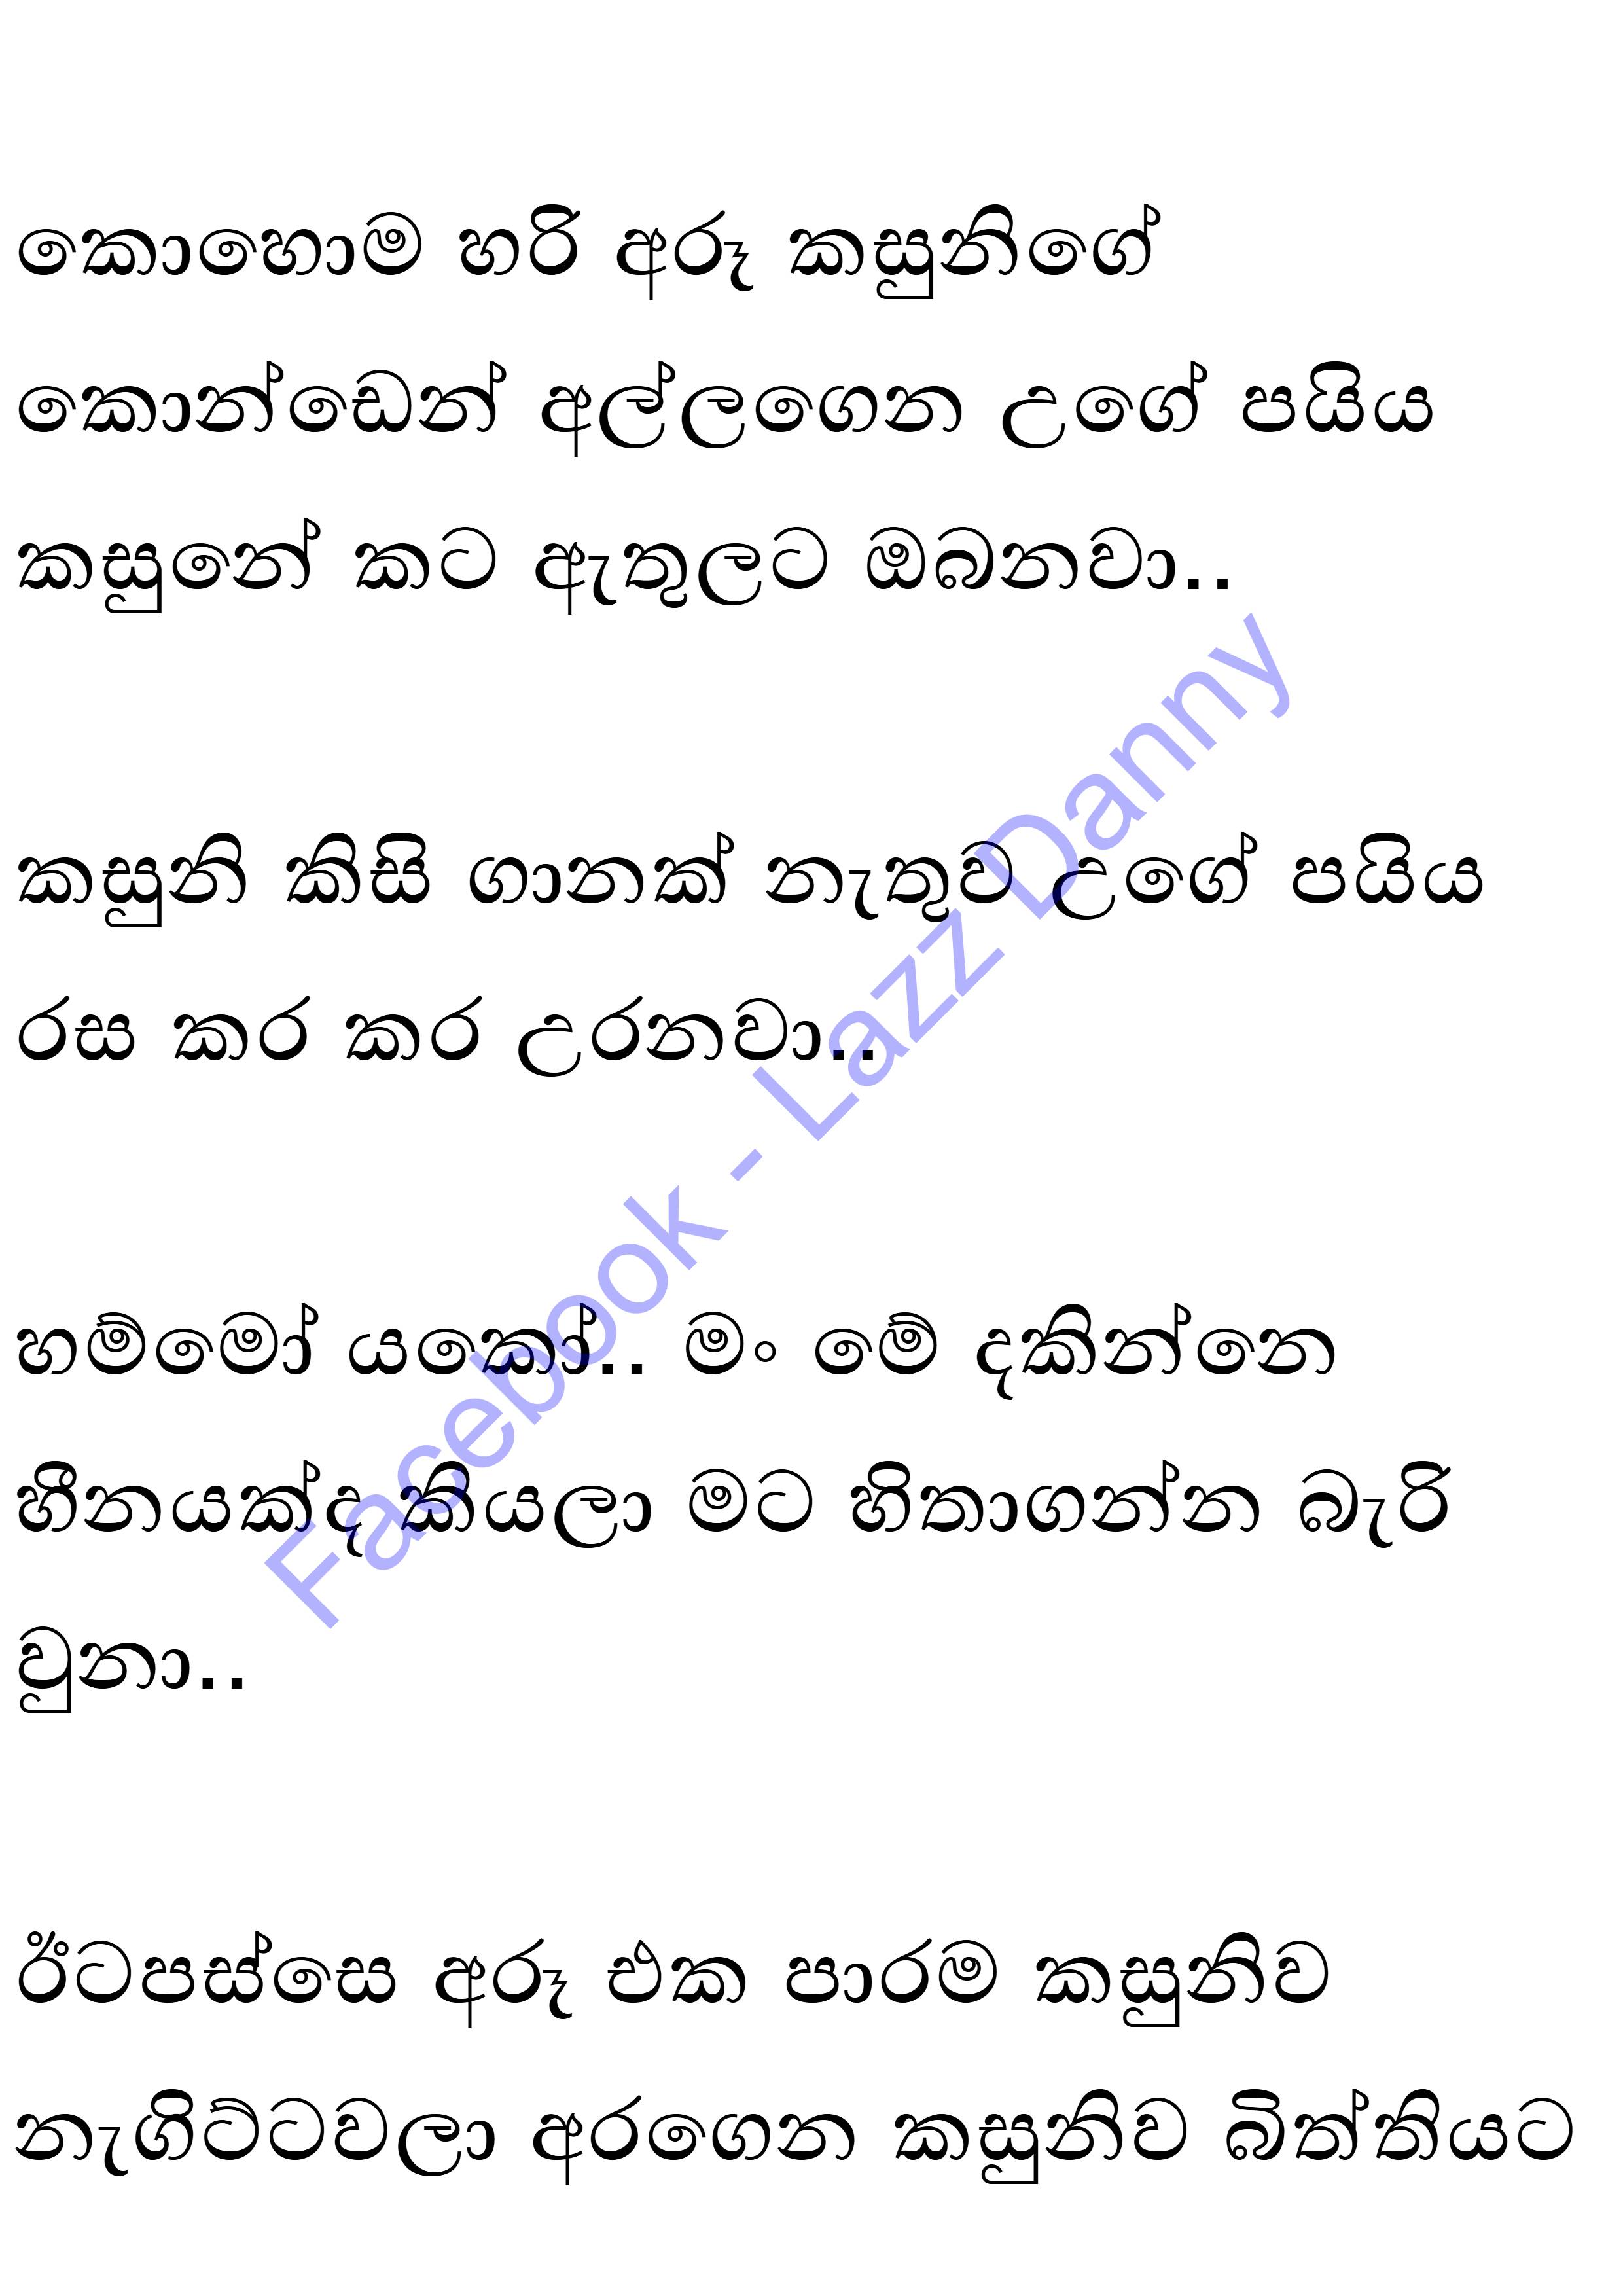 කොහොම හරි අරූ කසුනිගේ
කොන්ඩෙන් අල්ලගෙන උගේ පයිය
කසුනේ කට ඇතුලට ඔබනවා..
කසුනි කිසි ගානක් නැතුව උගේ පයිය
රස කර කර උරනවා..
හම්මෝ යකෝ.. මං මේ දකින්නෙ
හීනයක්ද කියලා මට හිතාගන්න බැරි
වුනා..
ඊටපස්සෙ අරූ එක පාරම කසුනිව
නැගිට්ටවලා අරගෙන කසුනිව බිත්තියට
Facebook - Lazz Danny